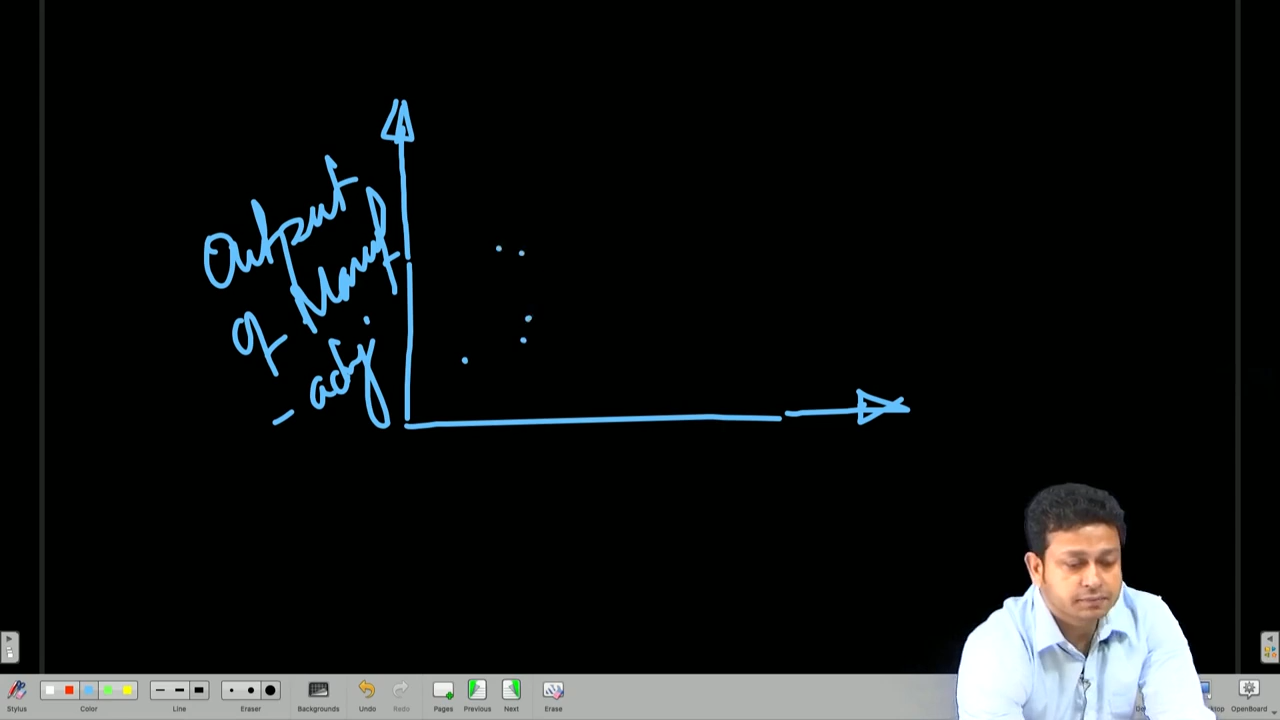 Output
of Manuf
- adj
Stylus
Color
Line
Eraser
Backgrounds
Undo
Redo
Pages
Previous
Next
Erase
OpenBoard